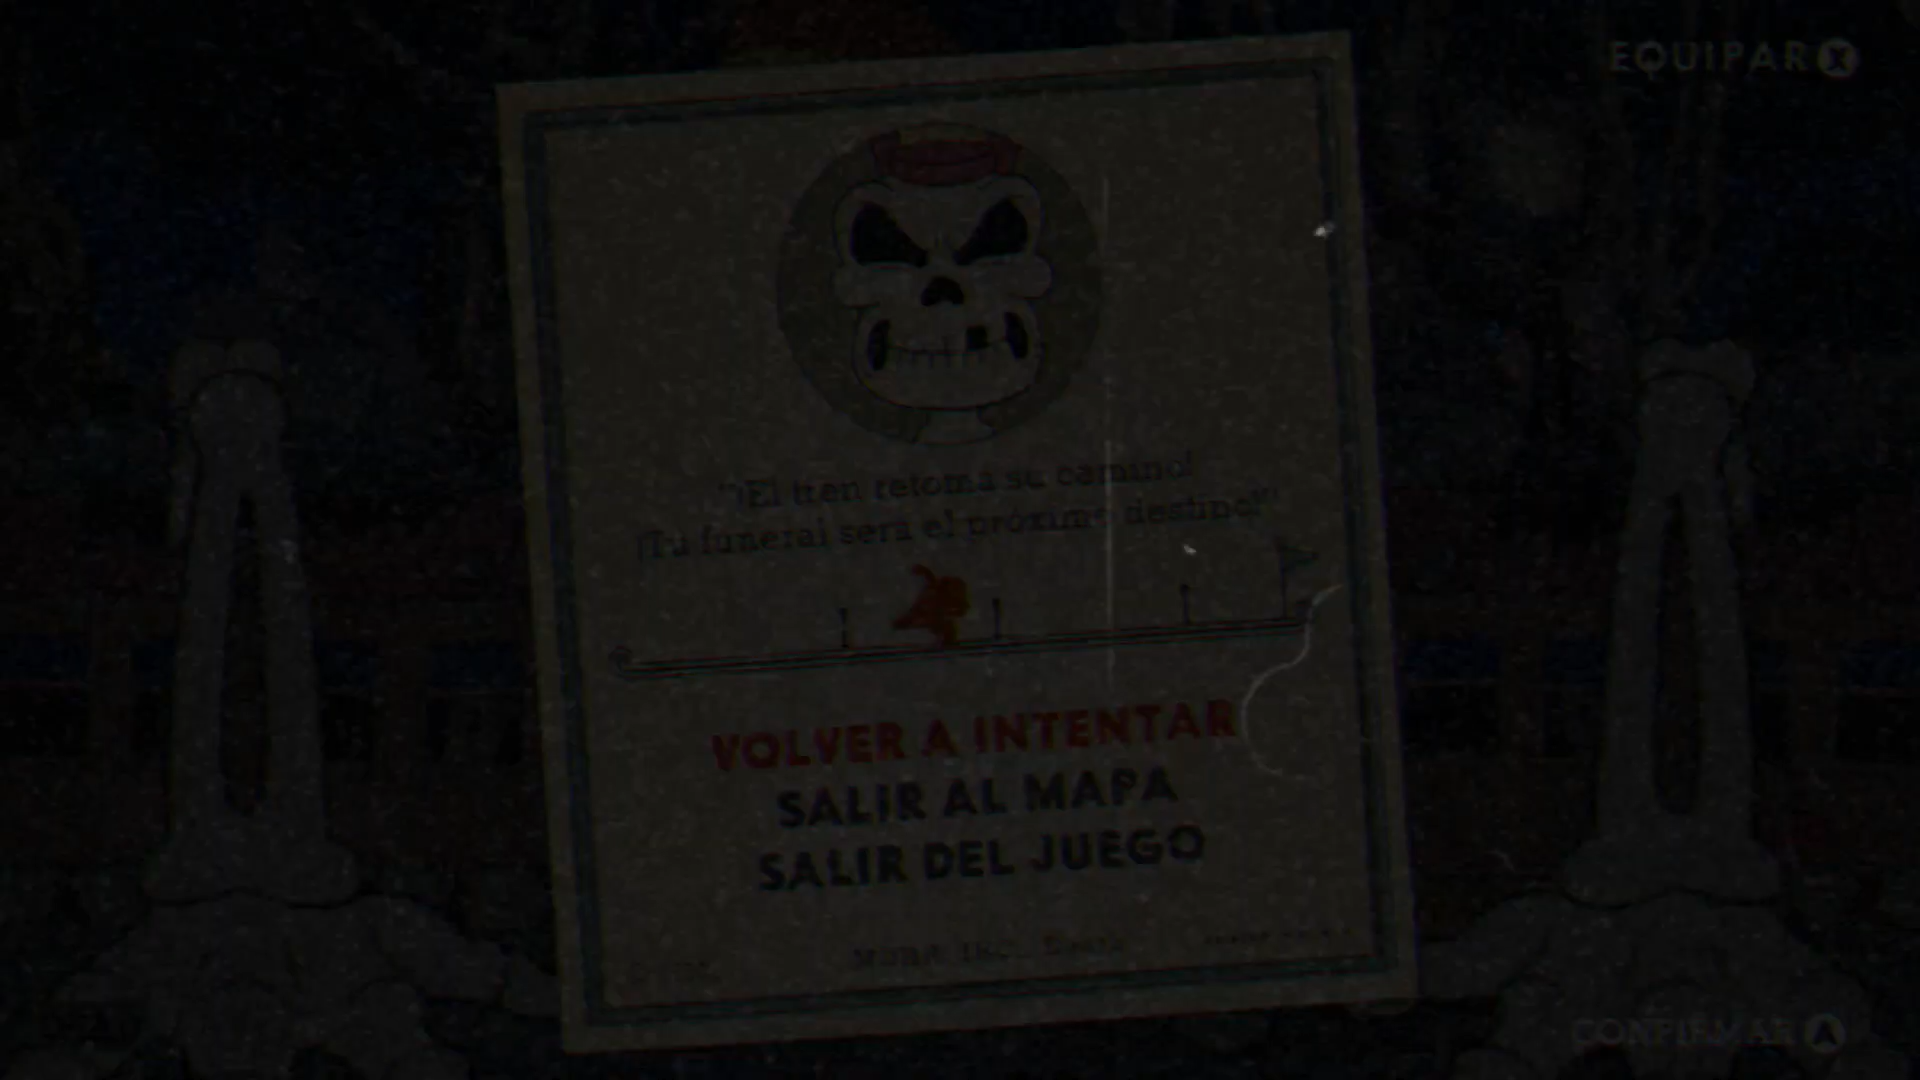 EQUIPAR X
"¡El tren retoma su camino!
¡Tu funeral será el próximo destino!"
VOLVER A INTENTAR
SALIR AL MAPA
SALIR DEL JUEGO
CONFIRMAR A